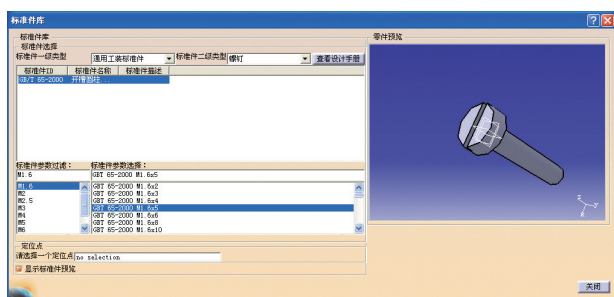 标准件库
标准件库
零件预览
标准件选择
标准件一级类型 通用工装标准件 标准件二级类型 螺钉 查看设计手册
标准件ID 标准件名称 标准件描述
GB/T 65-2000 开槽圆柱...
标准件参数过滤： 标准件参数选择：
M1.6 GBT 65-2000 M1.6x5
M1.6 GBT 65-2000 M1.6x2
M2 GBT 65-2000 M1.6x3
M2.5 GBT 65-2000 M1.6x4
M3 GBT 65-2000 M1.6x5
M4 GBT 65-2000 M1.6x6
M5 GBT 65-2000 M1.6x8
M6 GBT 65-2000 M1.6x10
定位点
请选择一个定位点 no selection
显示标准件预览
z y x
关闭